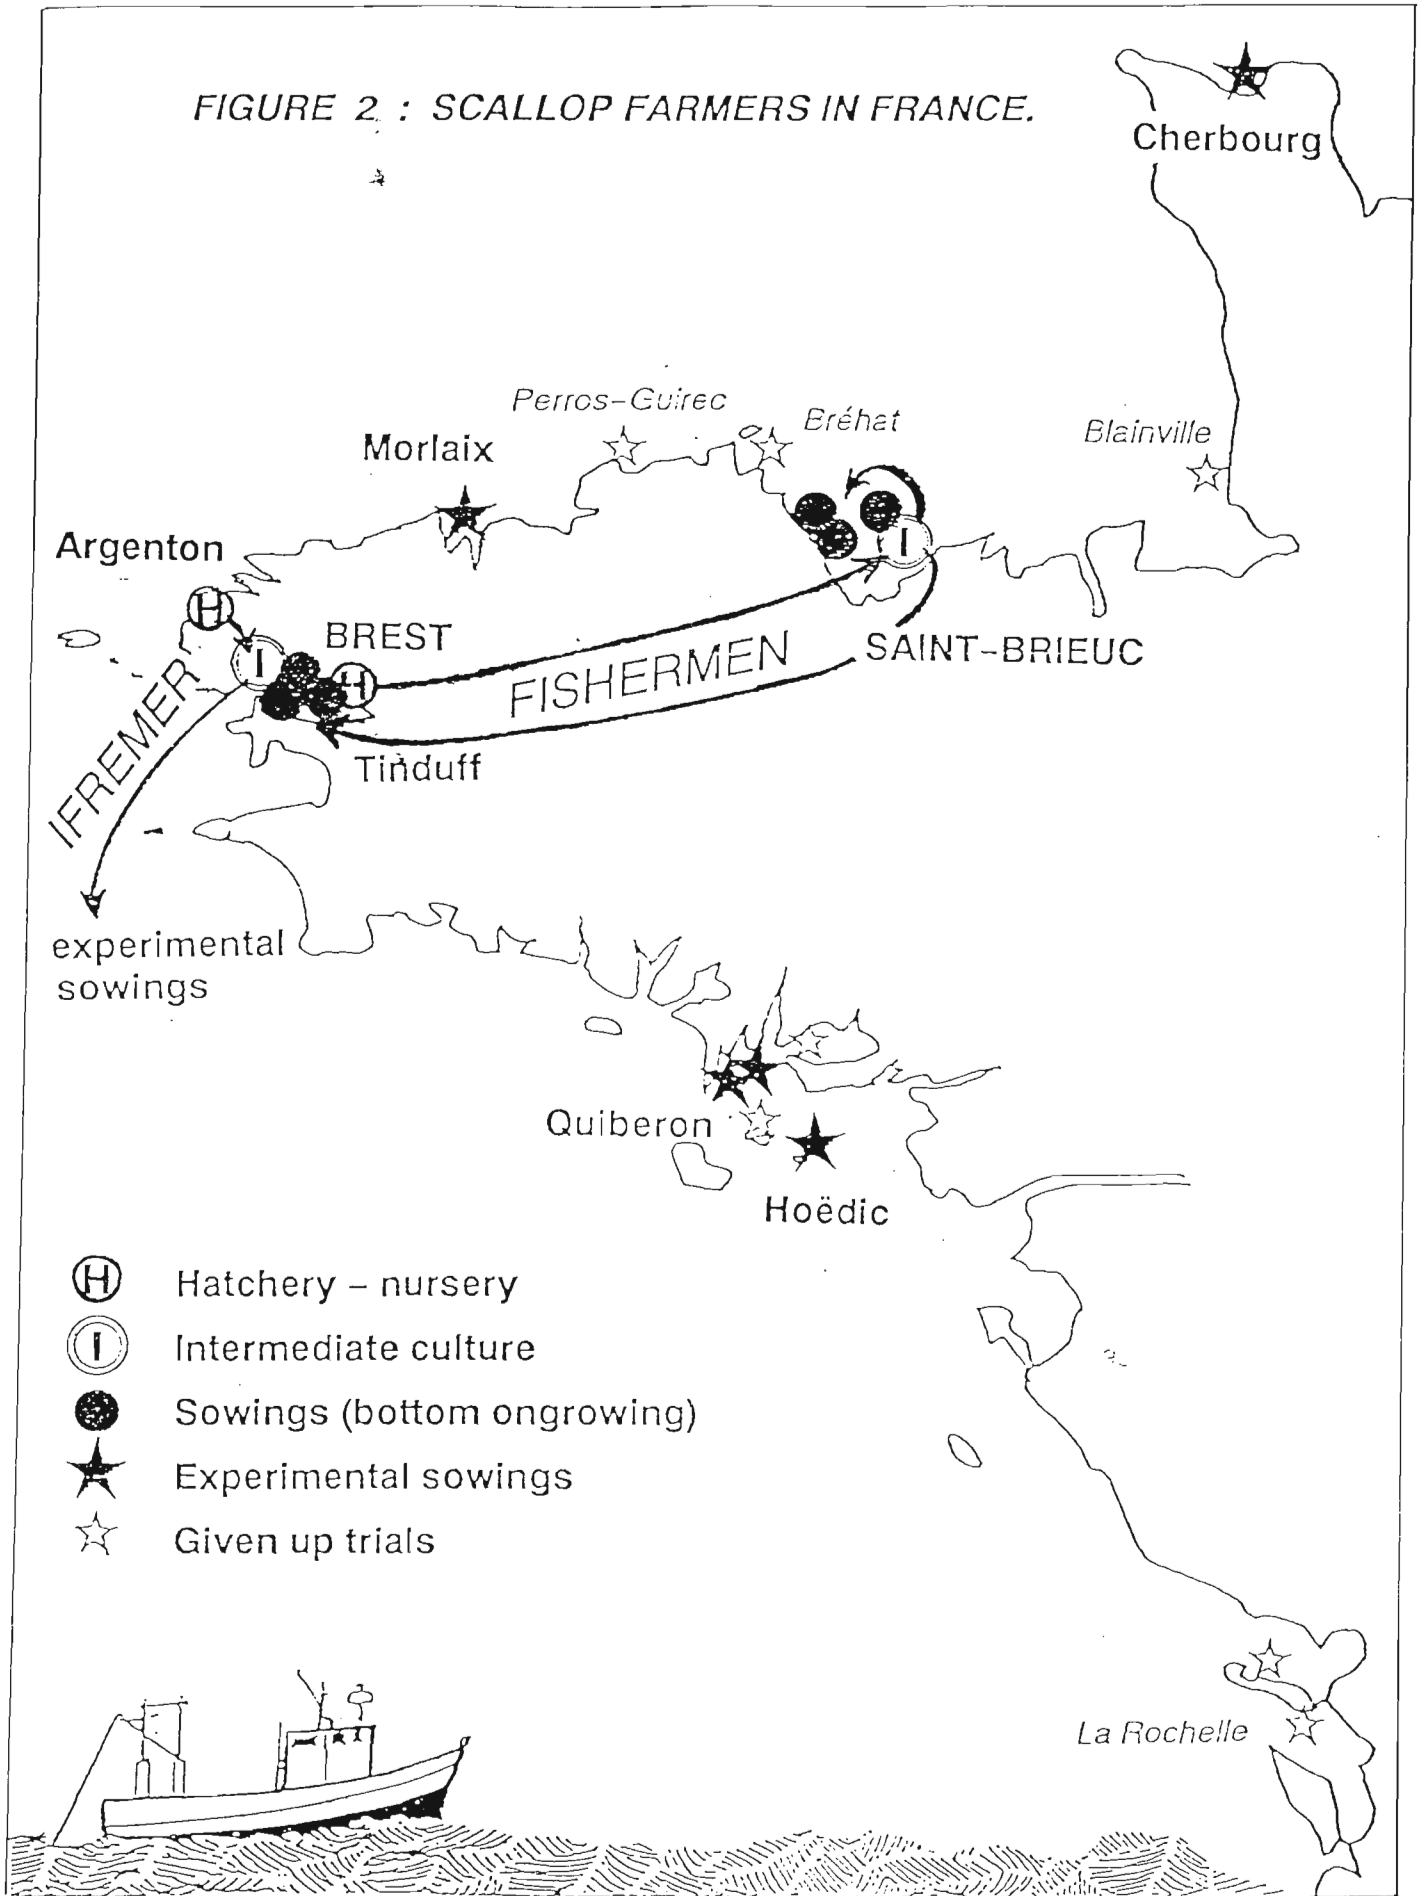 FIGURE 2 : SCALLOP FARMERS IN FRANCE.
Cherbourg
Perros-Guirec
Bréhat
Blainville
Morlaix
Argenton
H
I
BREST
I
H
SAINT-BRIEUC
FISHERMEN
IFREMER
Tinduff
experimental
sowings
Quiberon
Hoëdic
H Hatchery – nursery
I Intermediate culture
Sowings (bottom ongrowing)
Experimental sowings
Given up trials
La Rochelle